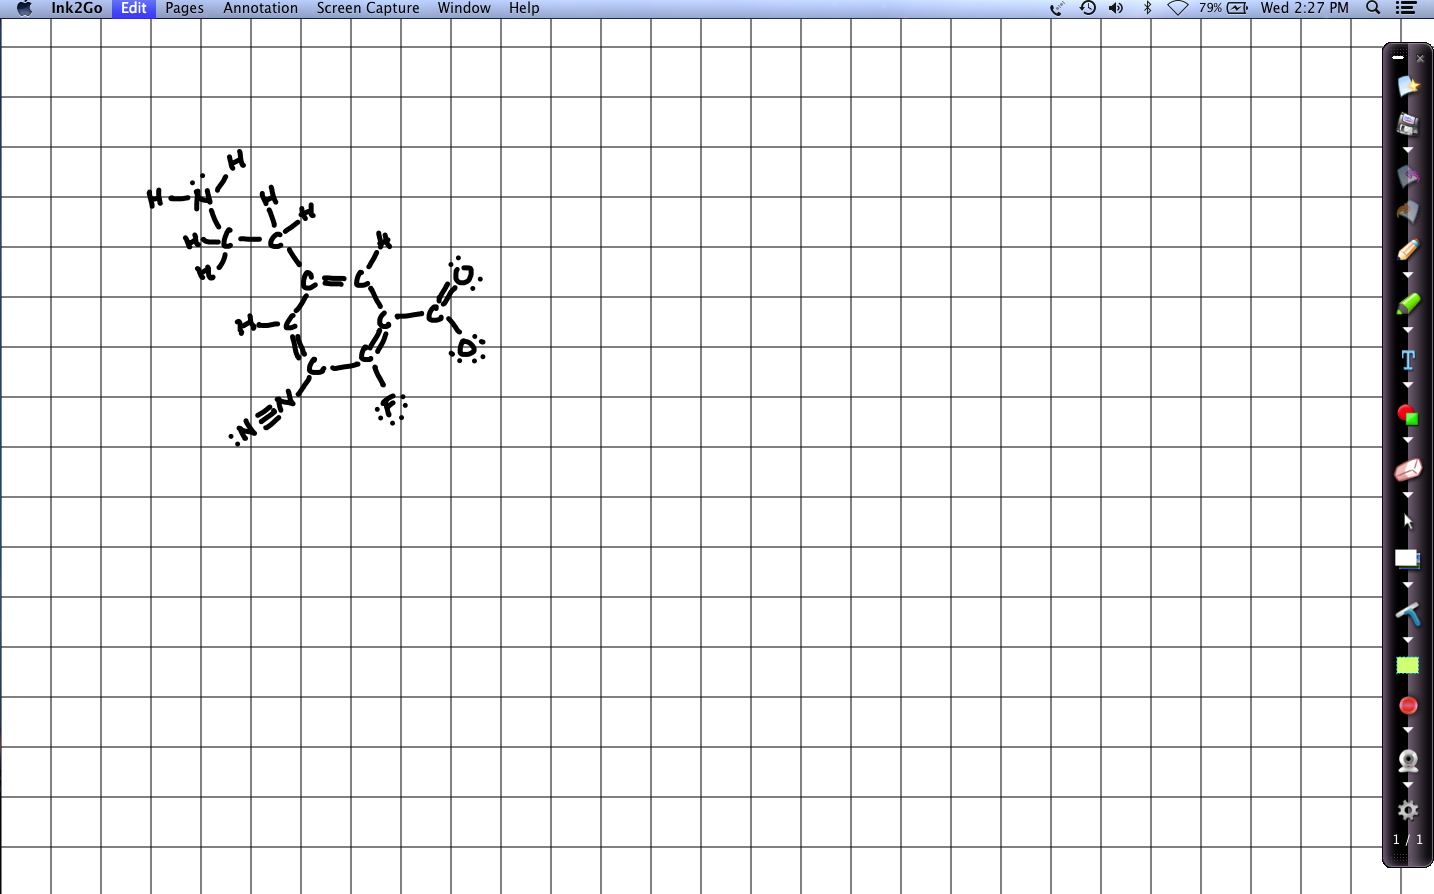 Ink2Go Edit Pages Annotation Screen Capture Window Help 79% Wed 2:27 PM
H
H N H
H
H C C
H
H
C C O
H C C C
C C O
N F
N
T
1 / 1